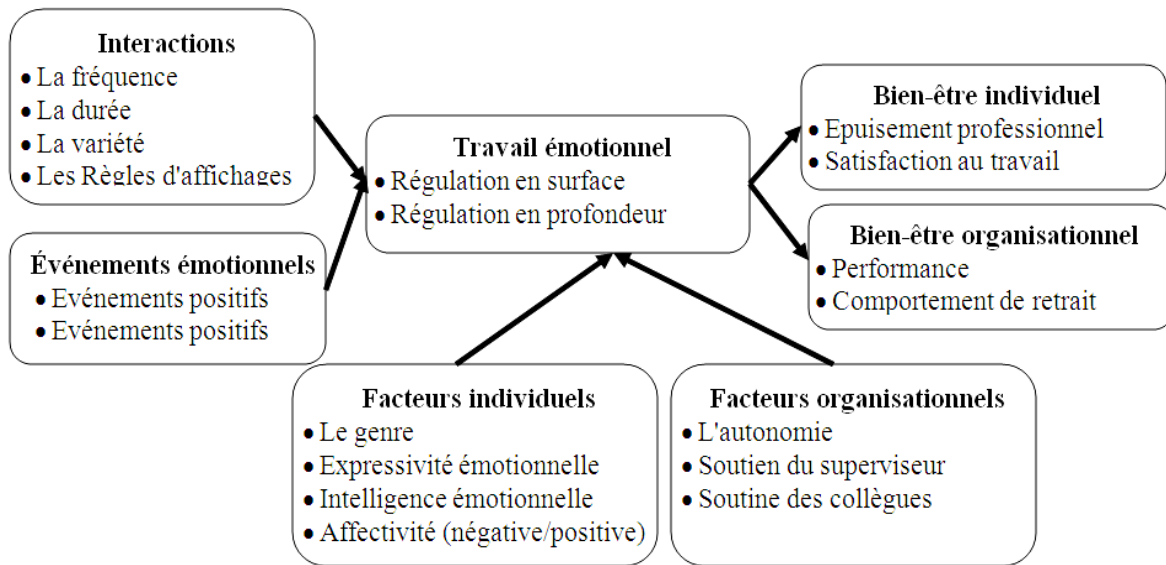 Interactions
• La fréquence
• La durée
• La variété
• Les Règles d'affichages
Événements émotionnels
• Evénements positifs
• Evénements positifs
Travail émotionnel
• Régulation en surface
• Régulation en profondeur
Bien-être individuel
• Epuisement professionnel
• Satisfaction au travail
Bien-être organisationnel
• Performance
• Comportement de retrait
Facteurs individuels
• Le genre
• Expressivité émotionnelle
• Intelligence émotionnelle
• Affectivité (négative/positive)
Facteurs organisationnels
• L'autonomie
• Soutien du superviseur
• Soutine des collègues